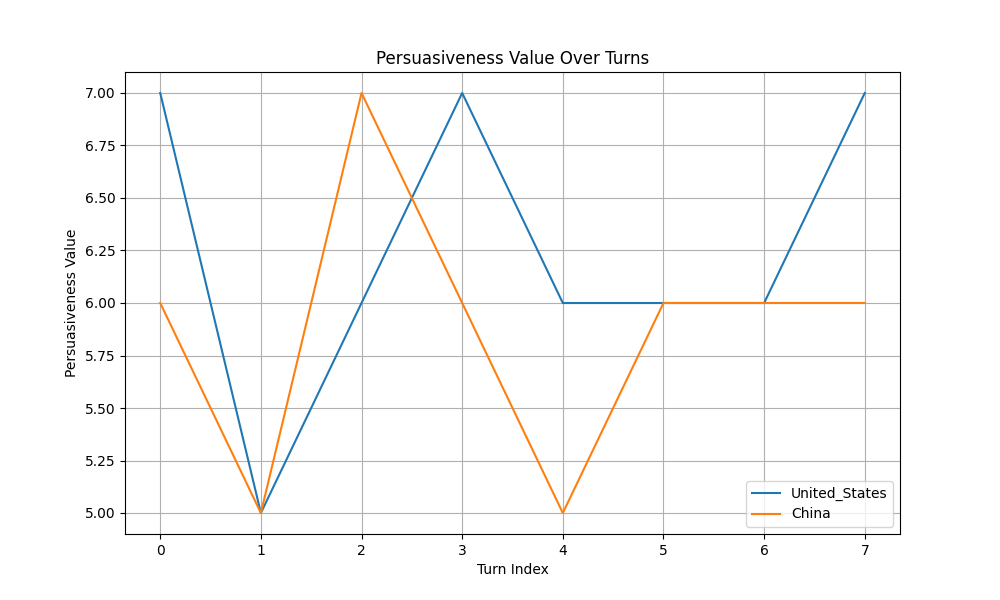 Persuasiveness Value Over Turns
Persuasiveness Value
7.00
6.75
6.50
6.25
6.00
5.75
5.50
5.25
5.00
0 1 2 3 4 5 6 7
Turn Index
United_States
China